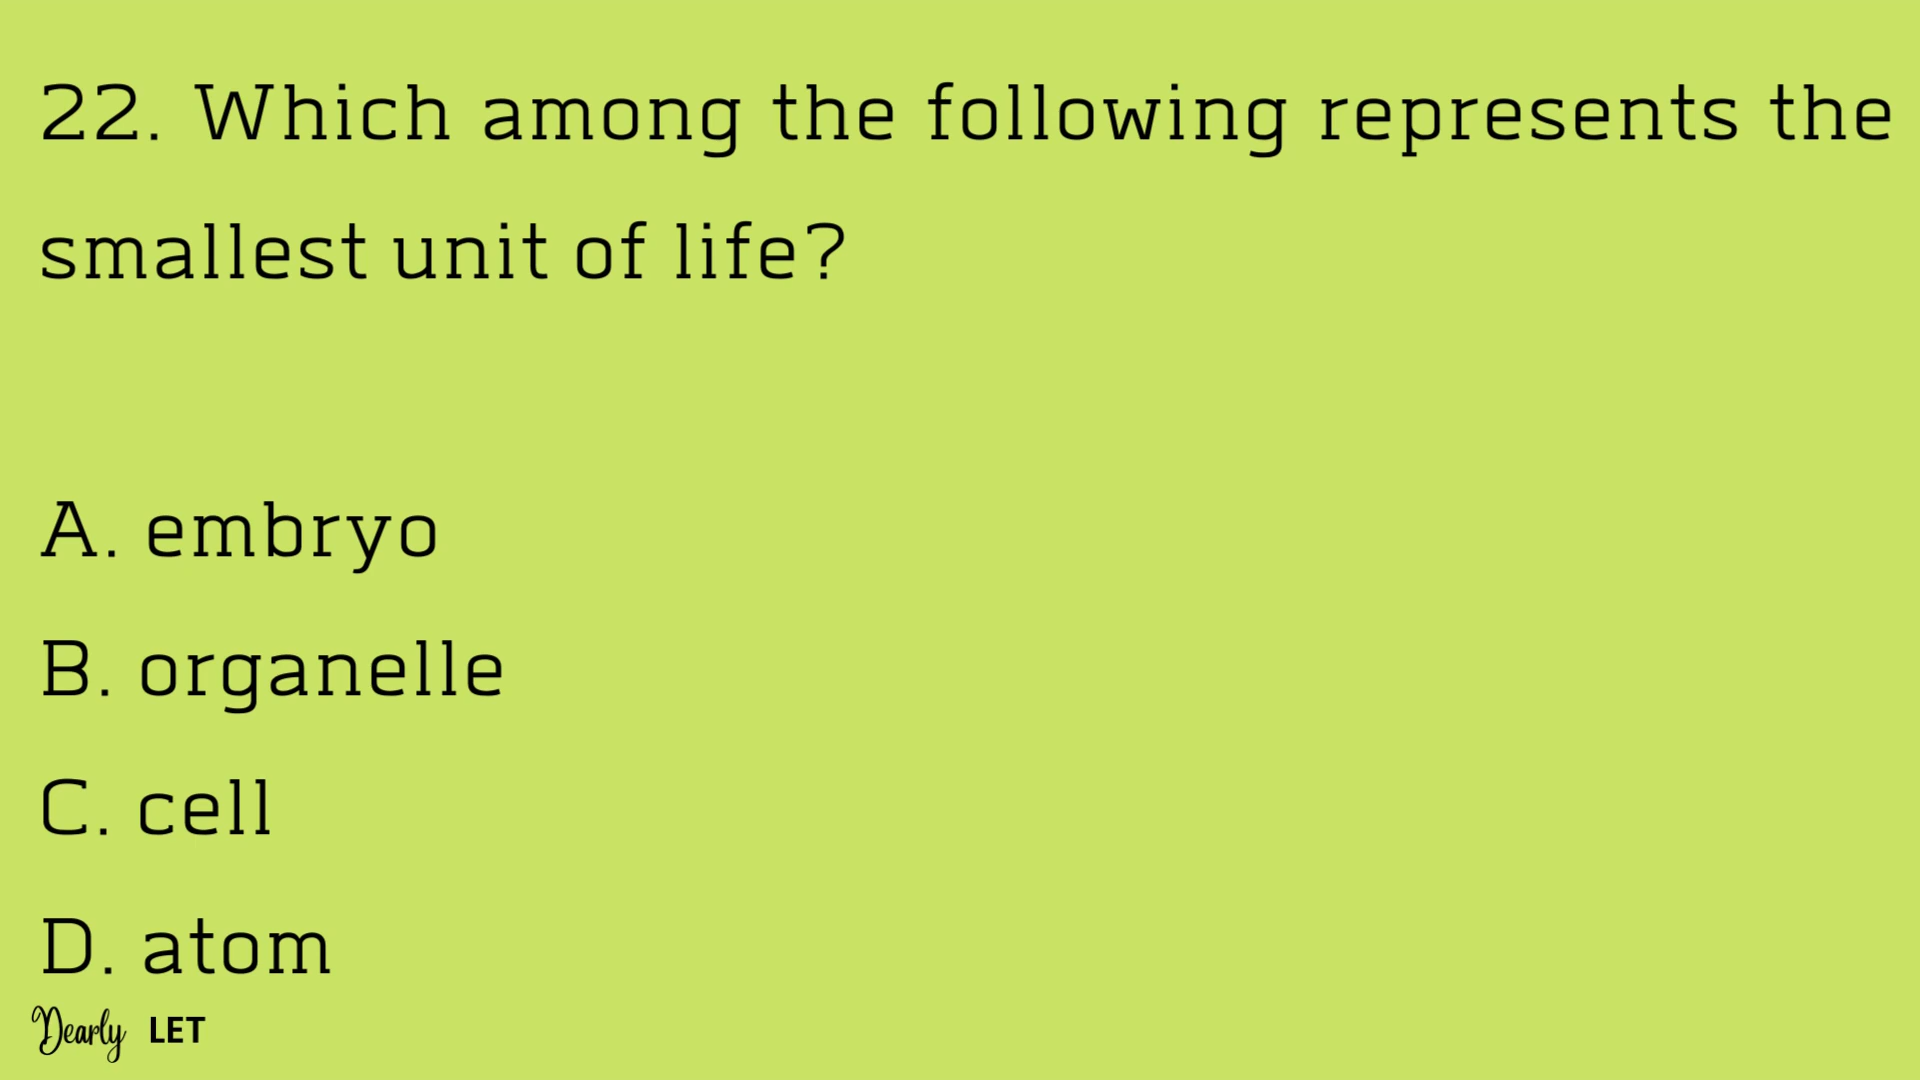 22. Which among the following represents the
smallest unit of life?
A. embryo
B. organelle
C. cell
D. atom
Dearly LET